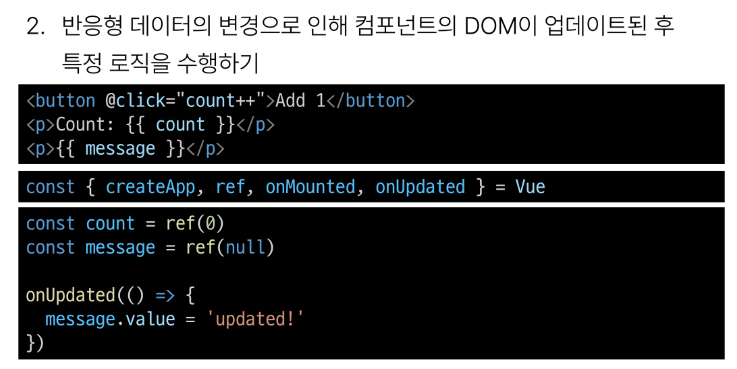 2. 반응형 데이터의 변경으로 인해 컴포넌트의 DOM이 업데이트된 후
특정 로직을 수행하기
<button @click="count++">Add 1</button>
<p>Count: {{ count }}</p>
<p>{{ message }}</p>
const { createApp, ref, onMounted, onUpdated } = Vue
const count = ref(0)
const message = ref(null)
onUpdated(() => {
  message.value = 'updated!'
})